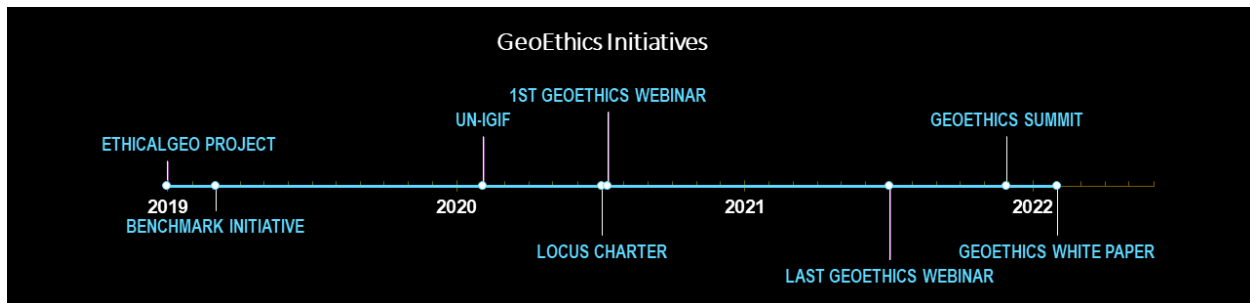 GeoEthics Initiatives
1ST GEOETHICS WEBINAR
UN-IGIF
GEOETHICS SUMMIT
ETHICALGEO PROJECT
2019
2020
2021
2022
BENCHMARK INITIATIVE
LOCUS CHARTER
GEOETHICS WHITE PAPER
LAST GEOETHICS WEBINAR